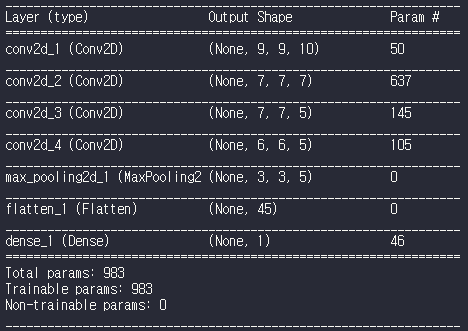 Layer (type) Output Shape Param #
conv2d_1 (Conv2D) (None, 9, 9, 10) 50
conv2d_2 (Conv2D) (None, 7, 7, 7) 637
conv2d_3 (Conv2D) (None, 7, 7, 5) 145
conv2d_4 (Conv2D) (None, 6, 6, 5) 105
max_pooling2d_1 (MaxPooling2 (None, 3, 3, 5) 0
flatten_1 (Flatten) (None, 45) 0
dense_1 (Dense) (None, 1) 46
Total params: 983
Trainable params: 983
Non-trainable params: 0